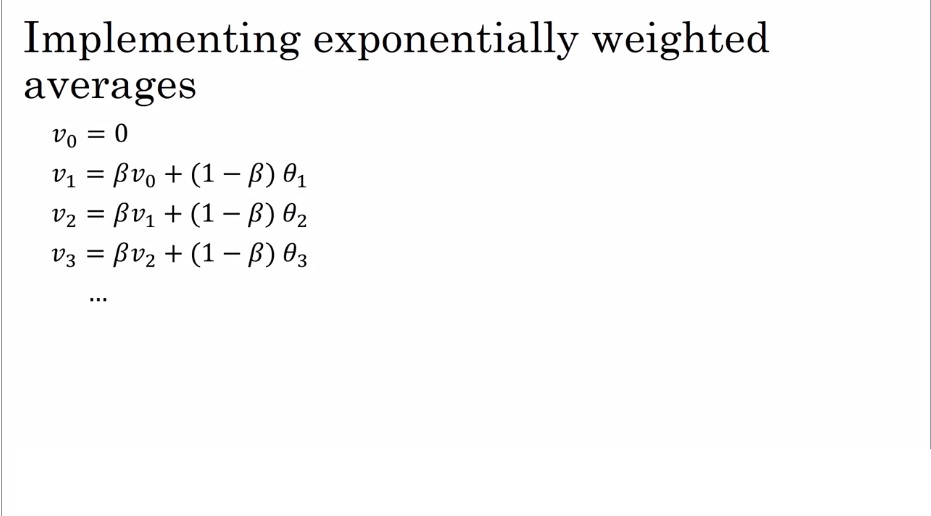 Implementing exponentially weighted
averages
𝑣₀ = 0
𝑣₁ = 𝛽𝑣₀ + (1 − 𝛽) 𝜃₁
𝑣₂ = 𝛽𝑣₁ + (1 − 𝛽) 𝜃₂
𝑣₃ = 𝛽𝑣₂ + (1 − 𝛽) 𝜃₃
…